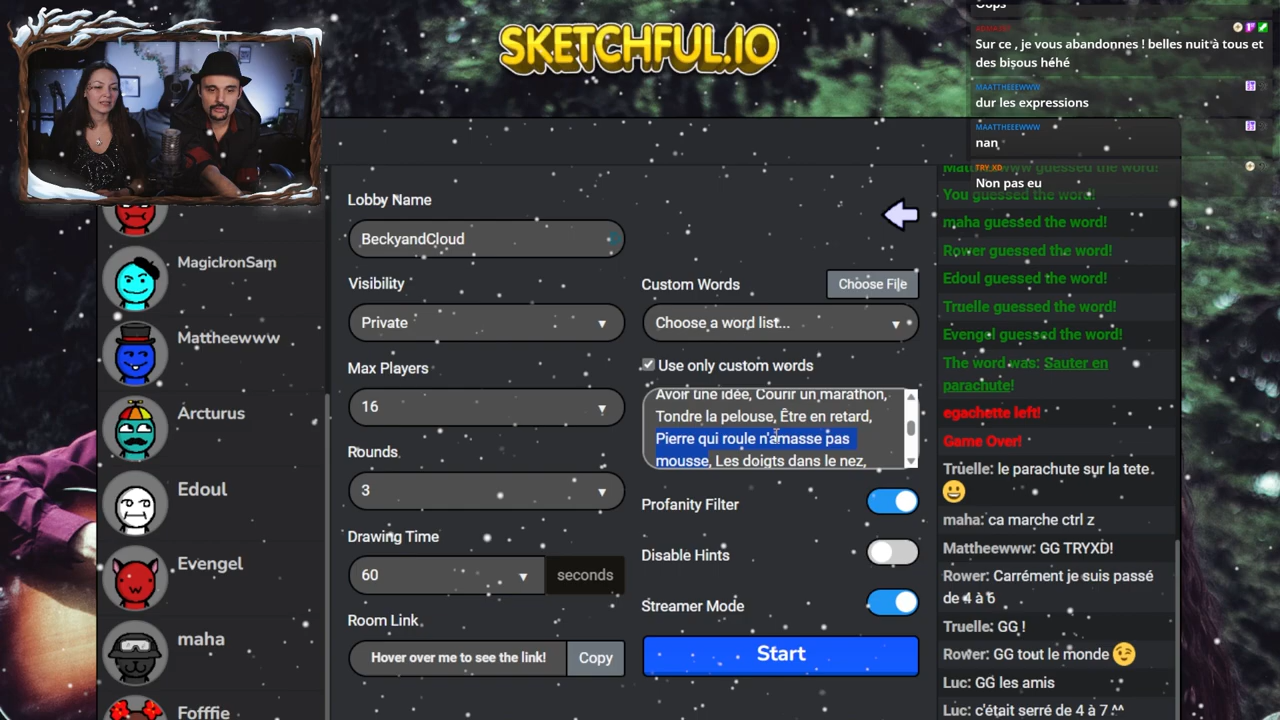 SKETCHFUL.IO
Oops
Sur ce , je vous abandonnes ! belles nuit à tous et
des bisous héhé
MAATTHEEEWWW
dur les expressions
MAATTHEEEWWW
nan
TRY_XD
Non pas eu
MagicIronSam
Mattheewww
Arcturus
Edoul
Evengel
maha
Fofffie
Lobby Name
BeckyandCloud
Visibility
Private
Max Players
16
Rounds
3
Drawing Time
60
seconds
Room Link
Hover over me to see the link!
Copy
Custom Words
Choose File
Choose a word list...
Use only custom words
Avoir une idée, Courir un marathon,
Tondre la pelouse, Être en retard,
Pierre qui roule n'amasse pas
mousse, Les doigts dans le nez,
Profanity Filter
Disable Hints
Streamer Mode
Start
Mattheewww guessed the word!
You guessed the word!
maha guessed the word!
Rower guessed the word!
Edoul guessed the word!
Truelle guessed the word!
Evengel guessed the word!
The word was: Sauter en
parachute!
egachette left!
Game Over!
Truelle: le parachute sur la tete.
maha: ca marche ctrl z
Mattheewww: GG TRYXD!
Rower: Carrément je suis passé
de 4 à 6
Truelle: GG !
Rower: GG tout le monde
Luc: GG les amis
Luc: c'était serré de 4 à 7 ^^